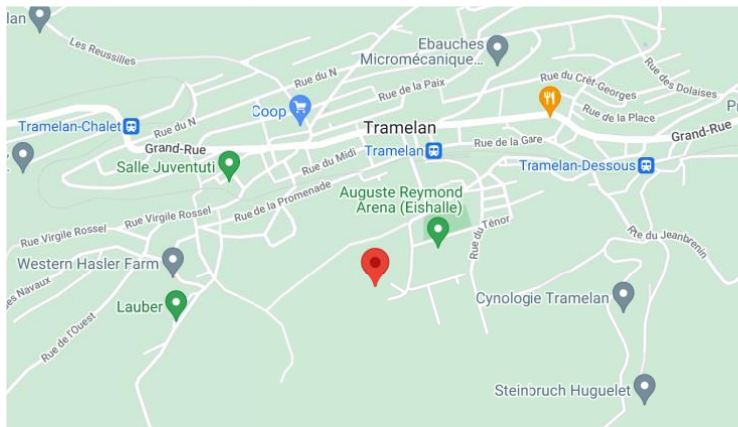 lan
Les Reussilles
Ebauches
Micromécanique...
Rue du N
Rue de la Paix
Rue du Crêt-Georges
Rue des Dolaises
Coop
Tramelan-Chalet
Rue du N
Tramelan
Rue de la Place
Grand-Rue
Grand-Rue
Rue de la Gare
Tramelan
Rue du Midi
Salle Juventuti
Tramelan-Dessous
Rue de la Promenade
Auguste Reymond
Arena (Eishalle)
Rue Virgile Rossel
Rue Virgile Rossel
Rue du Ténor
Rte du Jeanbrenin
Western Hasler Farm
Lauber
Cynologie Tramelan
Rue de l'Ouest
Steinbruch Huguelet